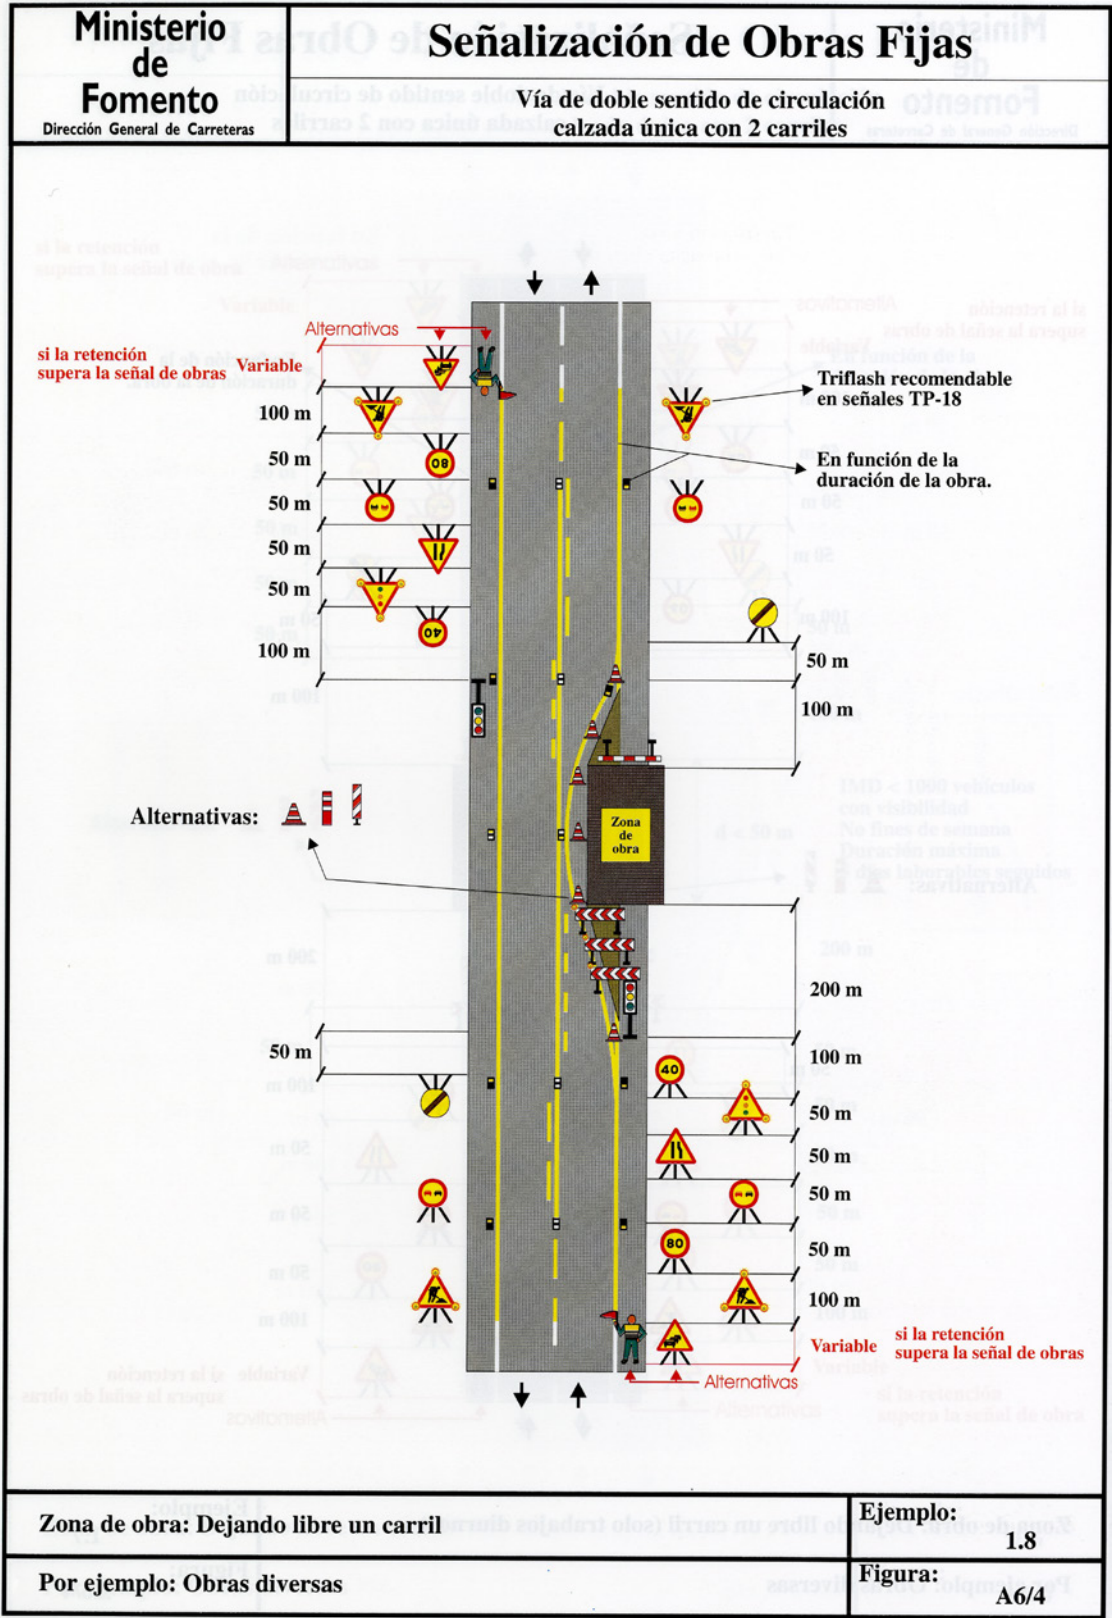 Ministerio
de
Fomento
Dirección General de Carreteras
Señalización de Obras Fijas
Vía de doble sentido de circulación
calzada única con 2 carriles
Alternativas
si la retención
supera la señal de obras
Variable
100 m
50 m
50 m
50 m
50 m
100 m
80
40
Triflash recomendable
en señales TP-18
En función de la
duración de la obra.
50 m
100 m
Alternativas:
Zona
de
obra
200 m
50 m
100 m
50 m
50 m
50 m
50 m
100 m
40
80
Variable
si la retención
supera la señal de obras
Alternativas
Zona de obra: Dejando libre un carril
Ejemplo:
1.8
Por ejemplo: Obras diversas
Figura:
A6/4